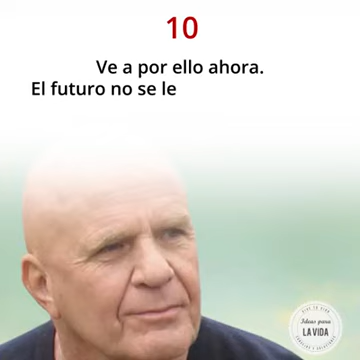 10
Ve a por ello ahora.
El futuro no se le
Ideas para
LA VIDA